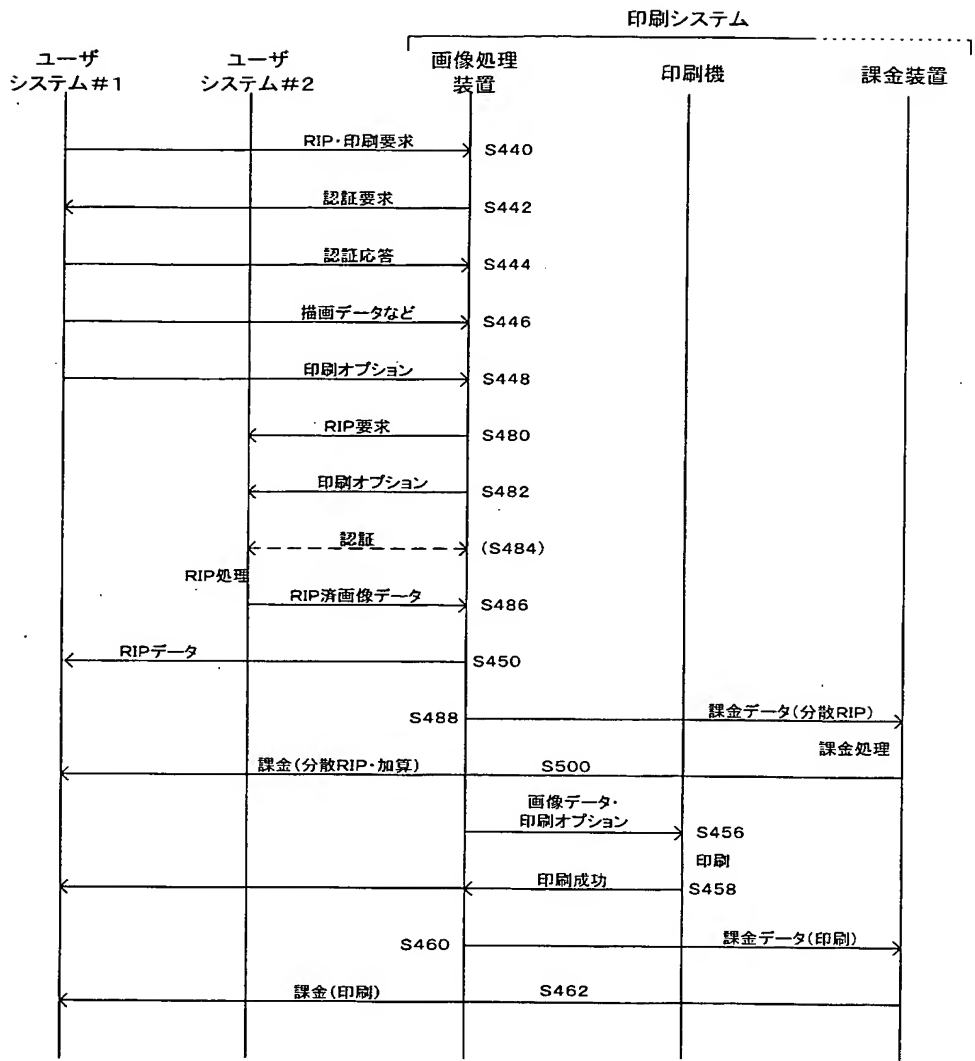 印刷システム
ユーザ
システム#1
ユーザ
システム#2
画像処理
装置
印刷機
課金装置
RIP・印刷要求
S440
認証要求
S442
認証応答
S444
描画データなど
S446
印刷オプション
S448
RIP要求
S480
印刷オプション
S482
認証
(S484)
RIP処理
RIP済画像データ
S486
RIPデータ
S450
S488
課金データ(分散RIP)
課金処理
課金(分散RIP・加算)
S500
画像データ・
印刷オプション
S456
印刷
印刷成功
S458
S460
課金データ(印刷)
課金(印刷)
S462